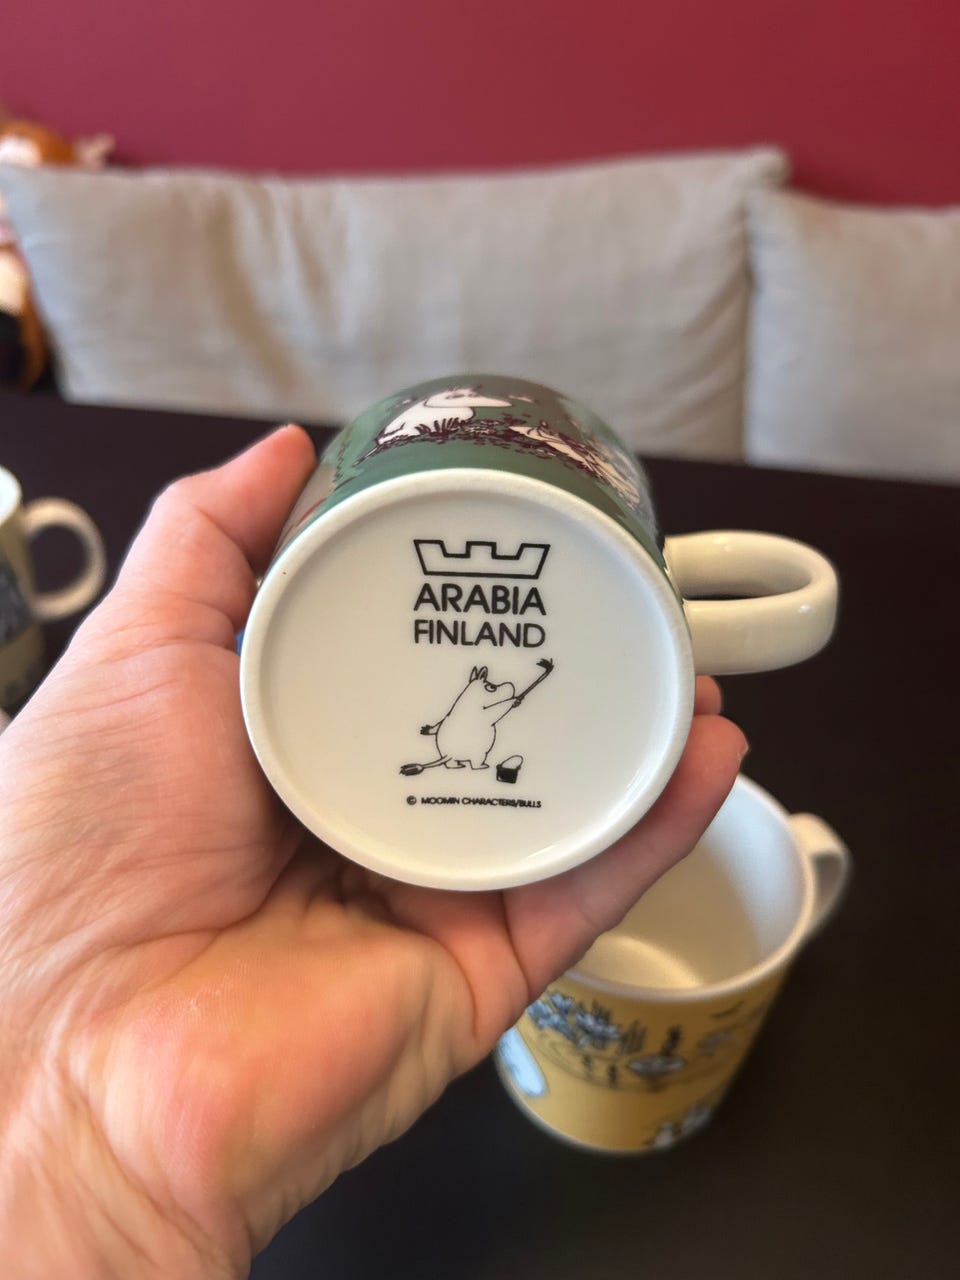 ARABIA
FINLAND
© MOOMIN CHARACTERS/BULLS